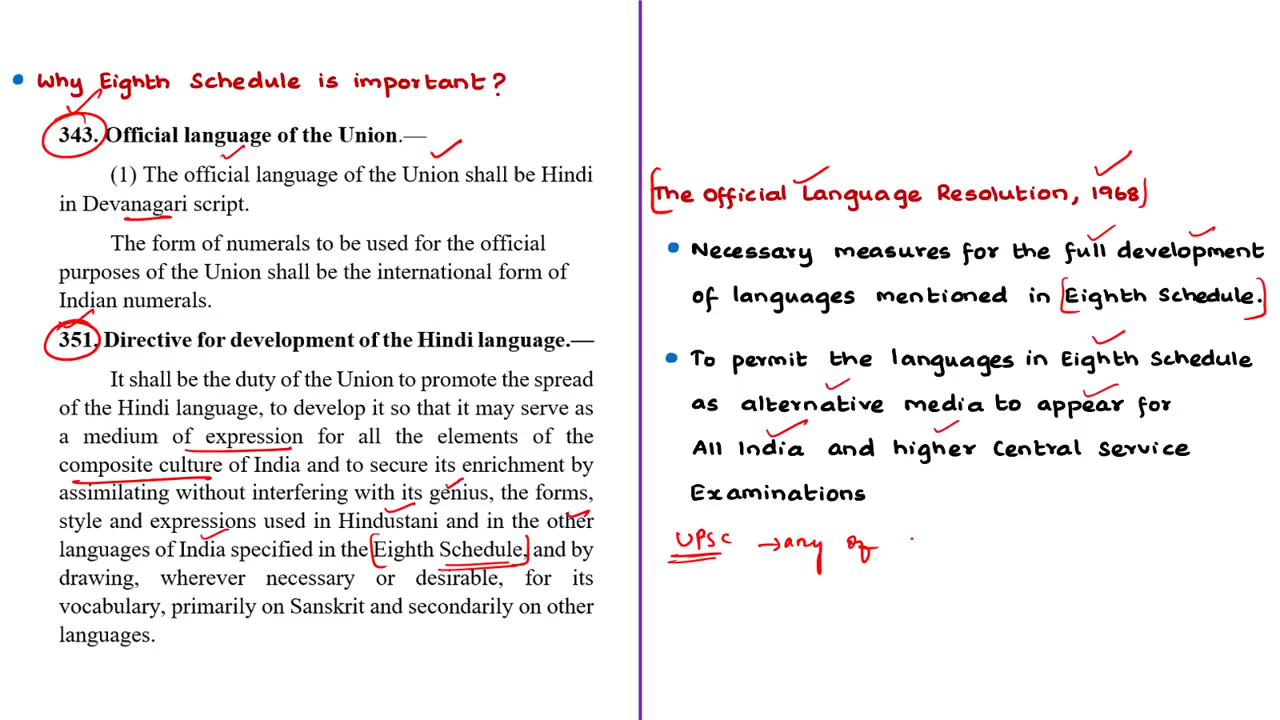 Why Eighth Schedule is important?
343. Official language of the Union.—
(1) The official language of the Union shall be Hindi
in Devanagari script.
The form of numerals to be used for the official
purposes of the Union shall be the international form of
Indian numerals.
351. Directive for development of the Hindi language.—
It shall be the duty of the Union to promote the spread
of the Hindi language, to develop it so that it may serve as
a medium of expression for all the elements of the
composite culture of India and to secure its enrichment by
assimilating without interfering with its genius, the forms,
style and expressions used in Hindustani and in the other
languages of India specified in the Eighth Schedule, and by
drawing, wherever necessary or desirable, for its
vocabulary, primarily on Sanskrit and secondarily on other
languages.
The Official Language Resolution, 1968
Necessary measures for the full development
of languages mentioned in Eighth Schedule.
To permit the languages in Eighth Schedule
as alternative media to appear for
All India and higher Central Service
Examinations
UPSC → any of